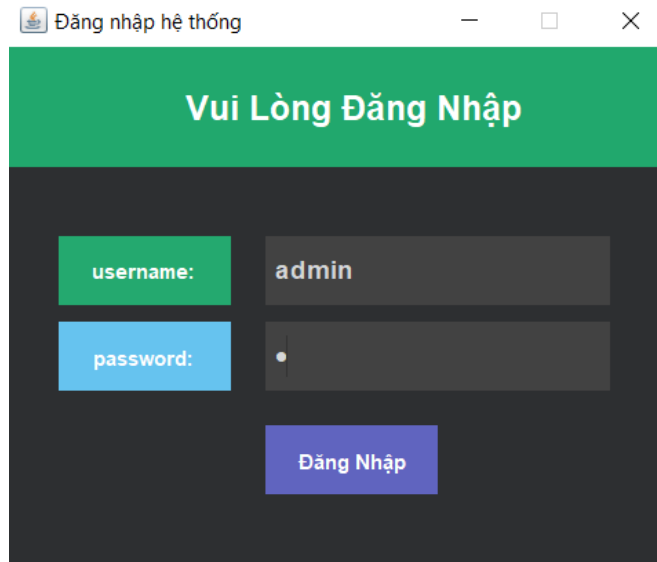 Đăng nhập hệ thống
Vui Lòng Đăng Nhập
username:
admin
password:
Đăng Nhập